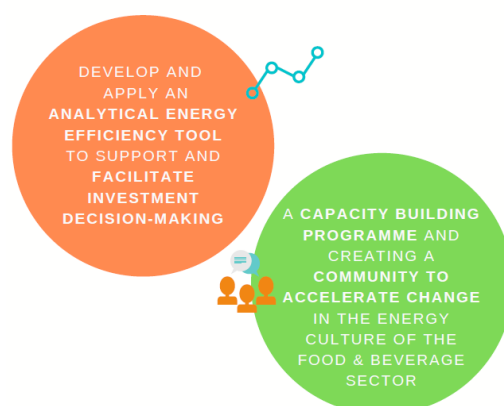 DEVELOP AND
APPLY AN
ANALYTICAL ENERGY
EFFICIENCY TOOL
TO SUPPORT AND
FACILITATE
INVESTMENT
DECISION-MAKING
A CAPACITY BUILDING
PROGRAMME AND
CREATING A
COMMUNITY TO
ACCELERATE CHANGE
IN THE ENERGY
CULTURE OF THE
FOOD & BEVERAGE
SECTOR